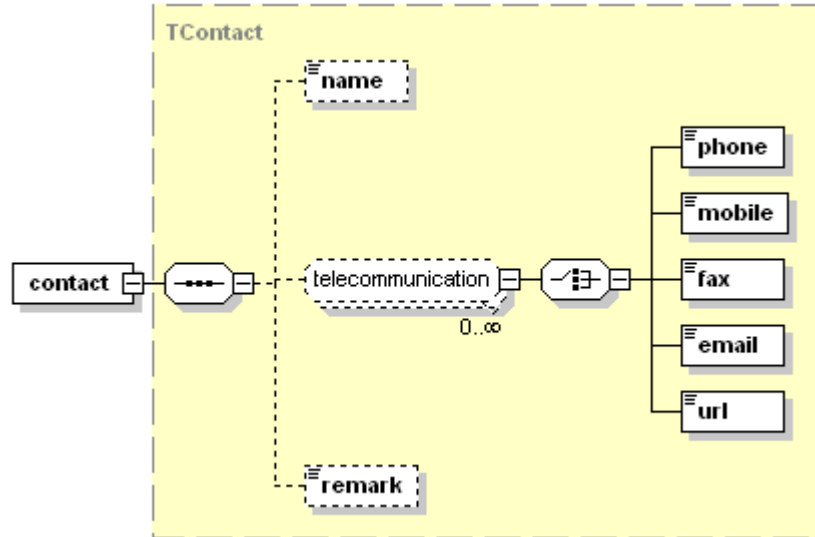 TContact
name
phone
mobile
contact
telecommunication
fax
0..∞
email
url
remark